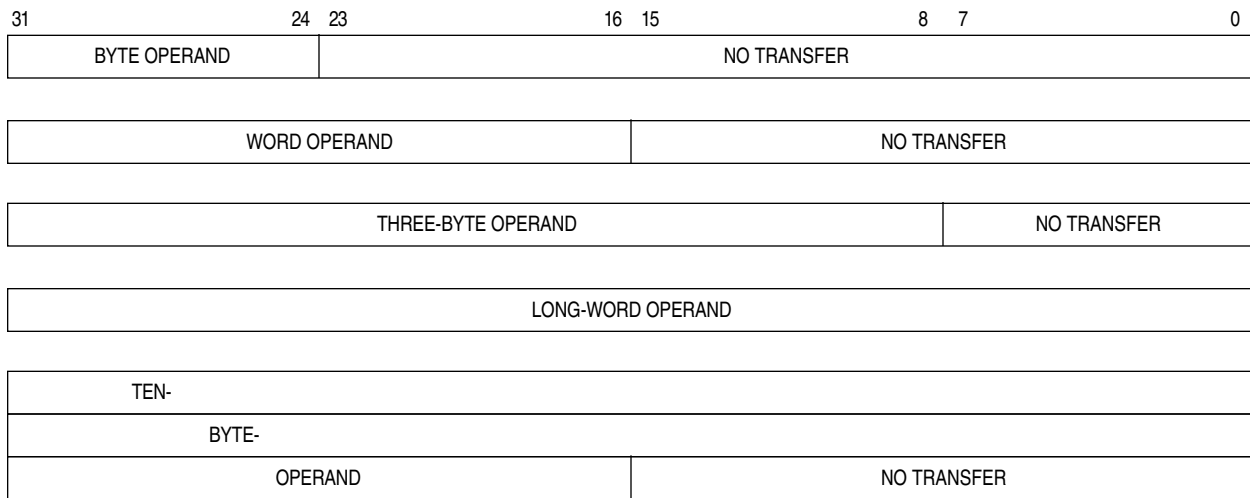 31 24 23 16 15 8 7 0
BYTE OPERAND NO TRANSFER
WORD OPERAND NO TRANSFER
THREE-BYTE OPERAND NO TRANSFER
LONG-WORD OPERAND
TEN-
BYTE-
OPERAND NO TRANSFER